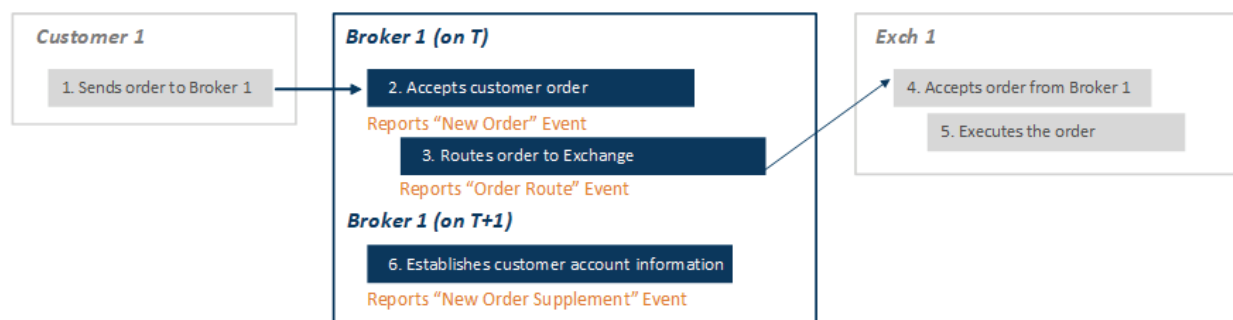 Customer 1
1. Sends order to Broker 1
Broker 1 (on T)
2. Accepts customer order
Reports “New Order” Event
3. Routes order to Exchange
Reports “Order Route” Event
Broker 1 (on T+1)
6. Establishes customer account information
Reports “New Order Supplement” Event
Exch 1
4. Accepts order from Broker 1
5. Executes the order